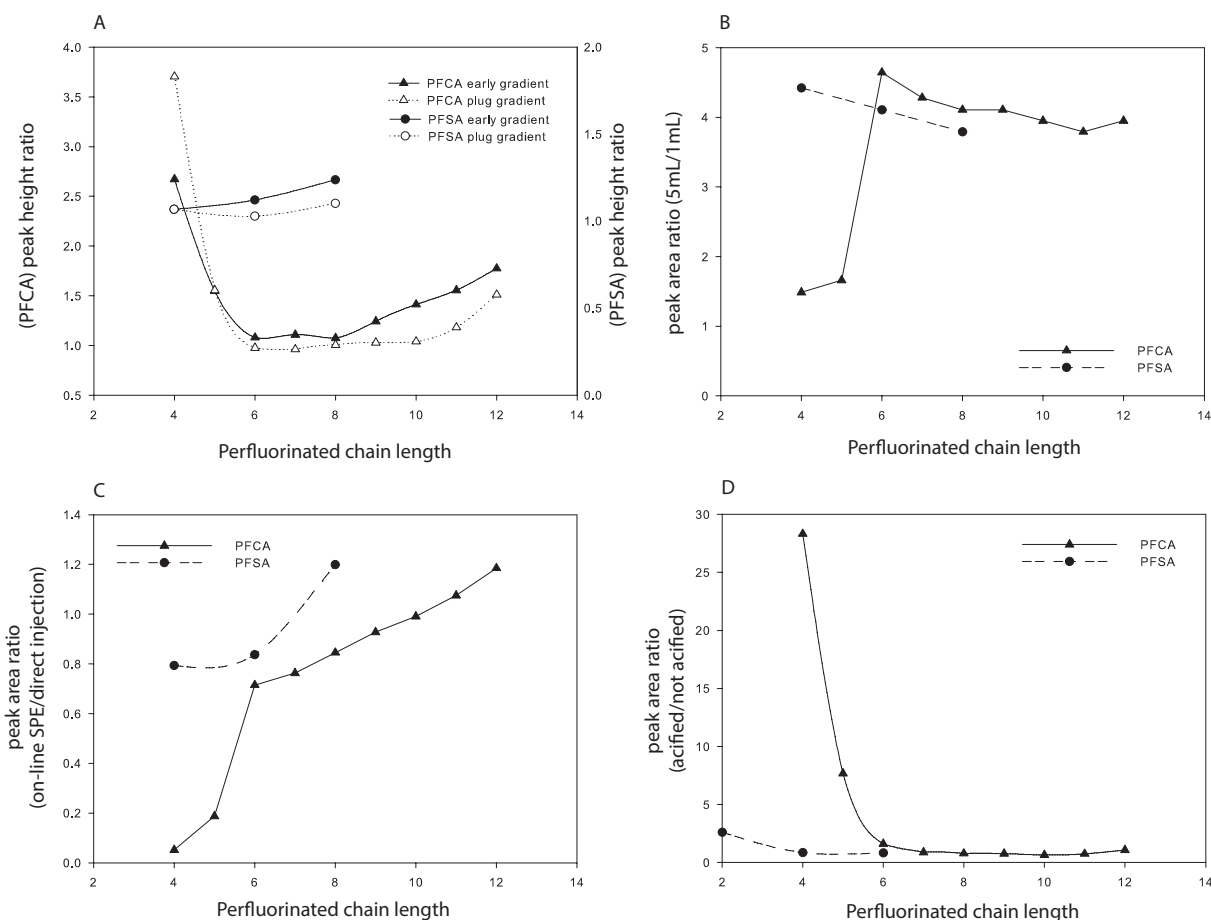 A
4.0
3.5
3.0
2.5
2.0
1.5
1.0
0.5
2.0
1.5
1.0
0.5
0.0
(PFCA) peak height ratio
(PFSA) peak height ratio
PFCA early gradient
PFCA plug gradient
PFSA early gradient
PFSA plug gradient
2 4 6 8 10 12 14
Perfluorinated chain length
B
5
4
3
2
1
0
peak area ratio (5mL/1mL)
PFCA
PFSA
2 4 6 8 10 12 14
Perfluorinated chain length
C
1.4
1.2
1.0
0.8
0.6
0.4
0.2
0.0
peak area ratio
(on-line SPE/direct injection)
PFCA
PFSA
2 4 6 8 10 12 14
Perfluorinated chain length
D
30
25
20
15
10
5
0
peak area ratio
(acified/not acified)
PFCA
PFSA
2 4 6 8 10 12 14
Perfluorinated chain length